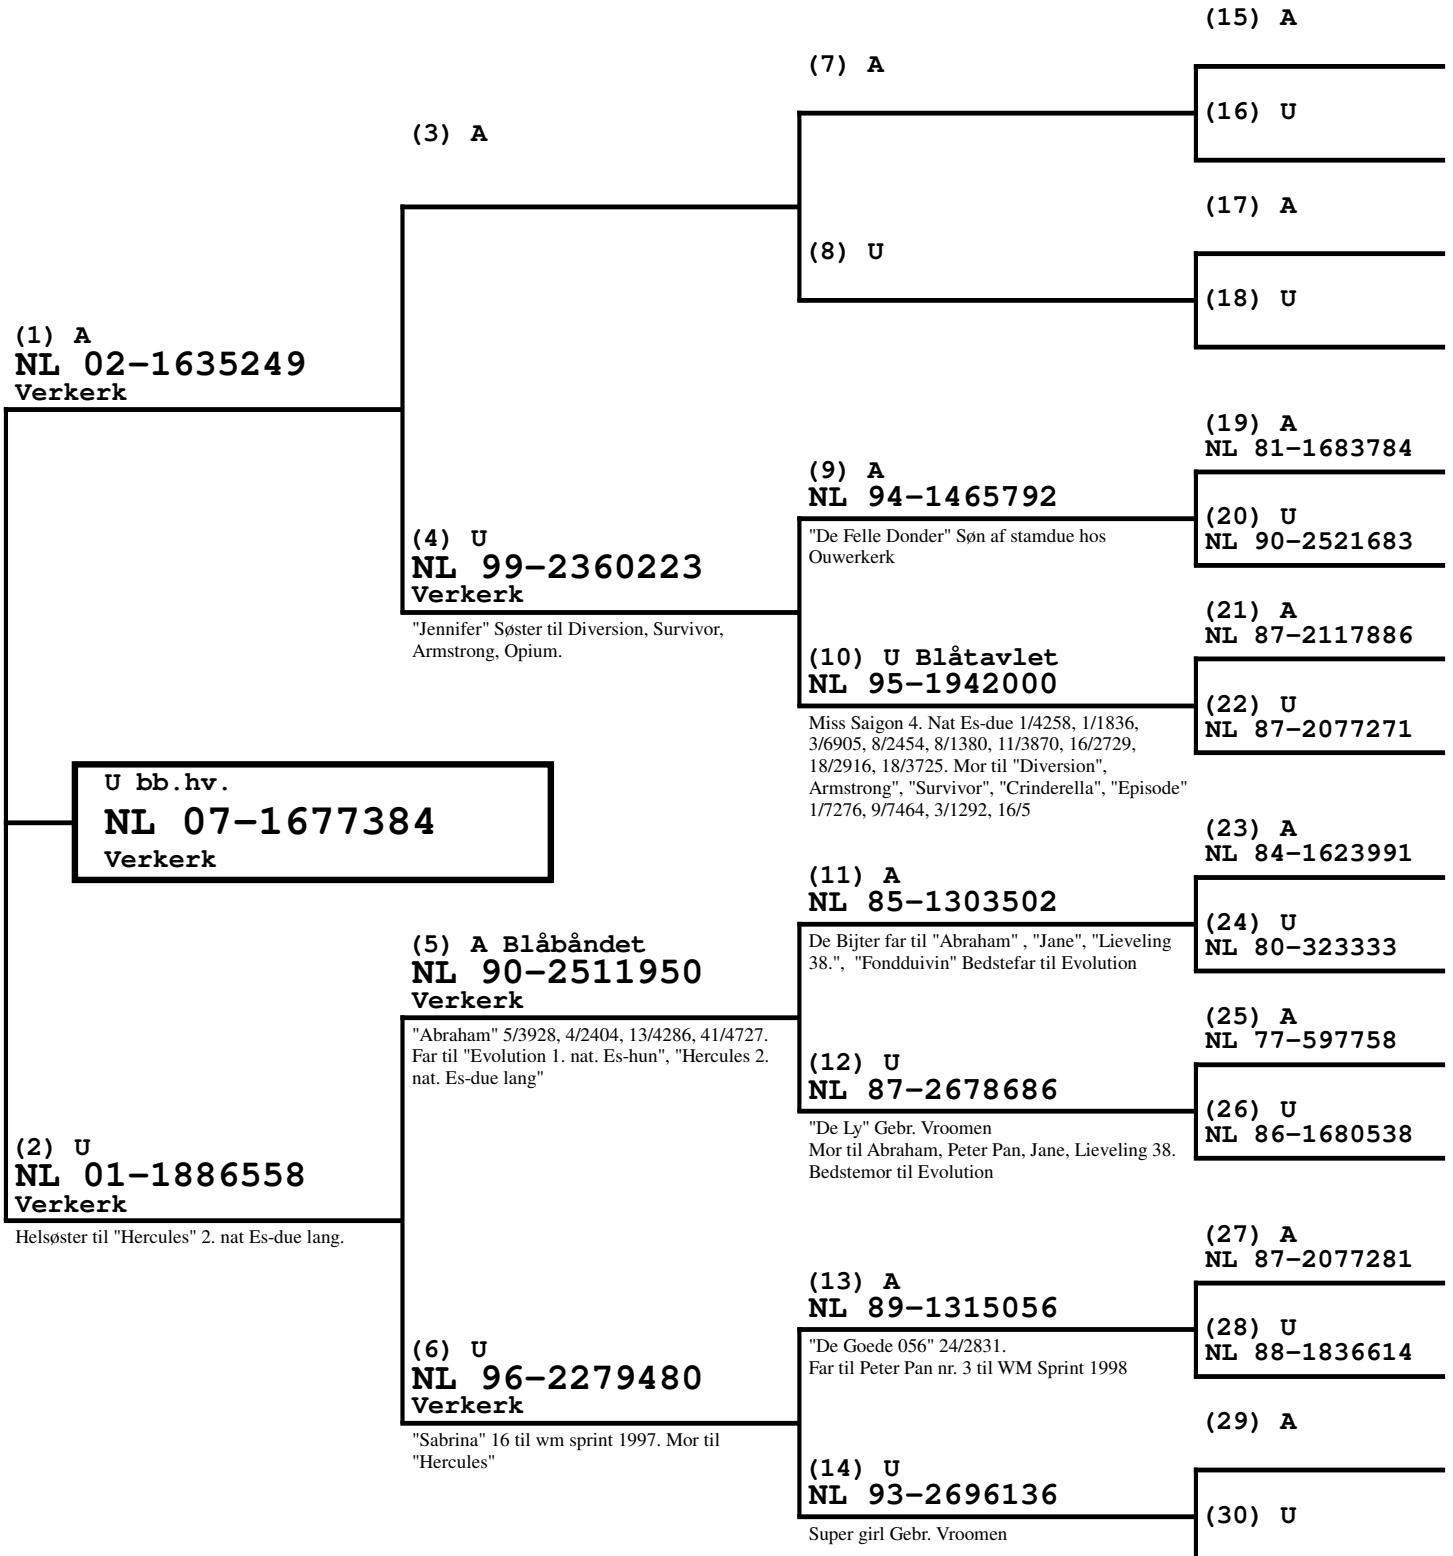 (15) A
(7) A
(16) U
(3) A
(17) A
(8) U
(18) U
(1) A
NL 02-1635249
Verkerk
(19) A
NL 81-1683784
(9) A
NL 94-1465792
"De Felle Donder" Søn af stamdue hos
Ouwerkerk
(20) U
NL 90-2521683
(4) U
NL 99-2360223
Verkerk
"Jennifer" Søster til Diversion, Survivor,
Armstrong, Opium.
(21) A
NL 87-2117886
(10) U Blåtavlet
NL 95-1942000
Miss Saigon 4. Nat Es-due 1/4258, 1/1836,
3/6905, 8/2454, 8/1380, 11/3870, 16/2729,
18/2916, 18/3725. Mor til "Diversion",
Armstrong", "Survivor", "Crinderella", "Episode"
1/7276, 9/7464, 3/1292, 16/5
(22) U
NL 87-2077271
U bb.hv.
NL 07-1677384
Verkerk
(23) A
NL 84-1623991
(11) A
NL 85-1303502
De Bijter far til "Abraham" , "Jane", "Lieveling
38.", "Fondduivin" Bedstefar til Evolution
(24) U
NL 80-323333
(5) A Blåbåndet
NL 90-2511950
Verkerk
"Abraham" 5/3928, 4/2404, 13/4286, 41/4727.
Far til "Evolution 1. nat. Es-hun", "Hercules 2.
nat. Es-due lang"
(25) A
NL 77-597758
(12) U
NL 87-2678686
"De Ly" Gebr. Vroomen
Mor til Abraham, Peter Pan, Jane, Lieveling 38.
Bedstemor til Evolution
(26) U
NL 86-1680538
(2) U
NL 01-1886558
Verkerk
Helsøster til "Hercules" 2. nat Es-due lang.
(27) A
NL 87-2077281
(13) A
NL 89-1315056
"De Goede 056" 24/2831.
Far til Peter Pan nr. 3 til WM Sprint 1998
(28) U
NL 88-1836614
(6) U
NL 96-2279480
Verkerk
"Sabrina" 16 til wm sprint 1997. Mor til
"Hercules"
(29) A
(14) U
NL 93-2696136
Super girl Gebr. Vroomen
(30) U